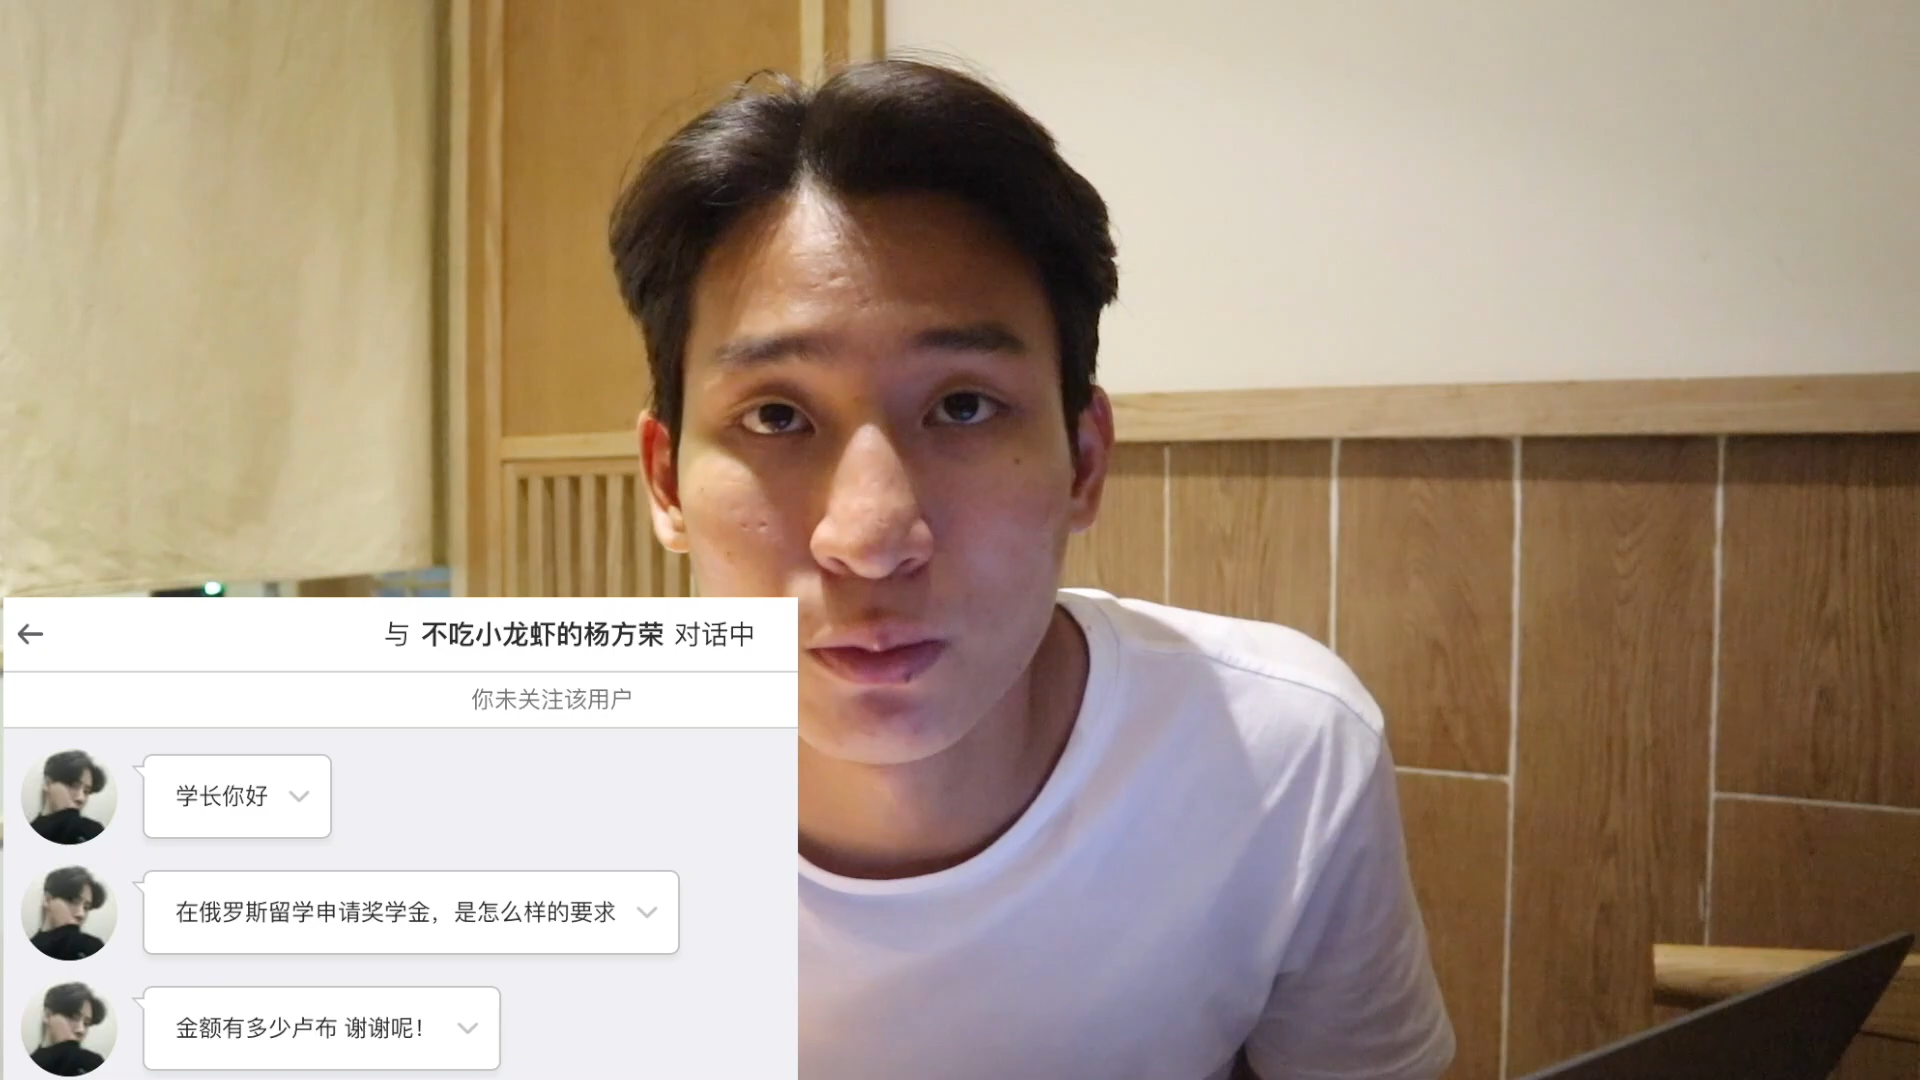 与 不吃小龙虾的杨方荣 对话中
你未关注该用户
学长你好
在俄罗斯留学申请奖学金，是怎么样的要求
金额有多少卢布 谢谢呢！